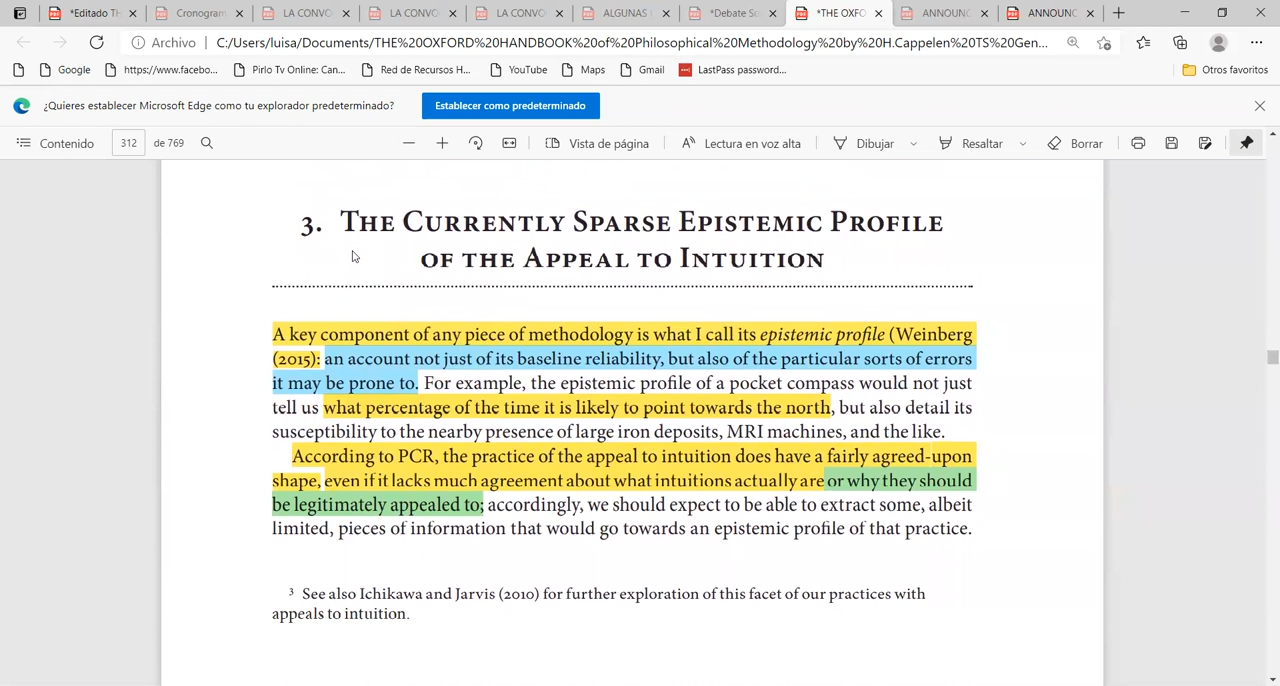 *Editado TH
Cronogram
LA CONVO
LA CONVO
LA CONVO
ALGUNAS
*Debate So
*THE OXFO
ANNOUNC
ANNOUNC
Archivo
C:/Users/luisa/Documents/THE%20OXFORD%20HANDBOOK%20of%20Philosophical%20Methodology%20by%20H.Cappelen%20TS%20Gen...
Google
https://www.facebo...
Pirlo Tv Online: Can...
Red de Recursos H...
YouTube
Maps
Gmail
LastPass password...
Otros favoritos
¿Quieres establecer Microsoft Edge como tu explorador predeterminado?
Establecer como predeterminado
Contenido
312
de 769
Vista de página
Lectura en voz alta
Dibujar
Resaltar
Borrar
3. The Currently Sparse Epistemic Profile
of the Appeal to Intuition
A key component of any piece of methodology is what I call its epistemic profile (Weinberg
(2015): an account not just of its baseline reliability, but also of the particular sorts of errors
it may be prone to. For example, the epistemic profile of a pocket compass would not just
tell us what percentage of the time it is likely to point towards the north, but also detail its
susceptibility to the nearby presence of large iron deposits, MRI machines, and the like.
According to PCR, the practice of the appeal to intuition does have a fairly agreed-upon
shape, even if it lacks much agreement about what intuitions actually are or why they should
be legitimately appealed to; accordingly, we should expect to be able to extract some, albeit
limited, pieces of information that would go towards an epistemic profile of that practice.
3 See also Ichikawa and Jarvis (2010) for further exploration of this facet of our practices with
appeals to intuition.